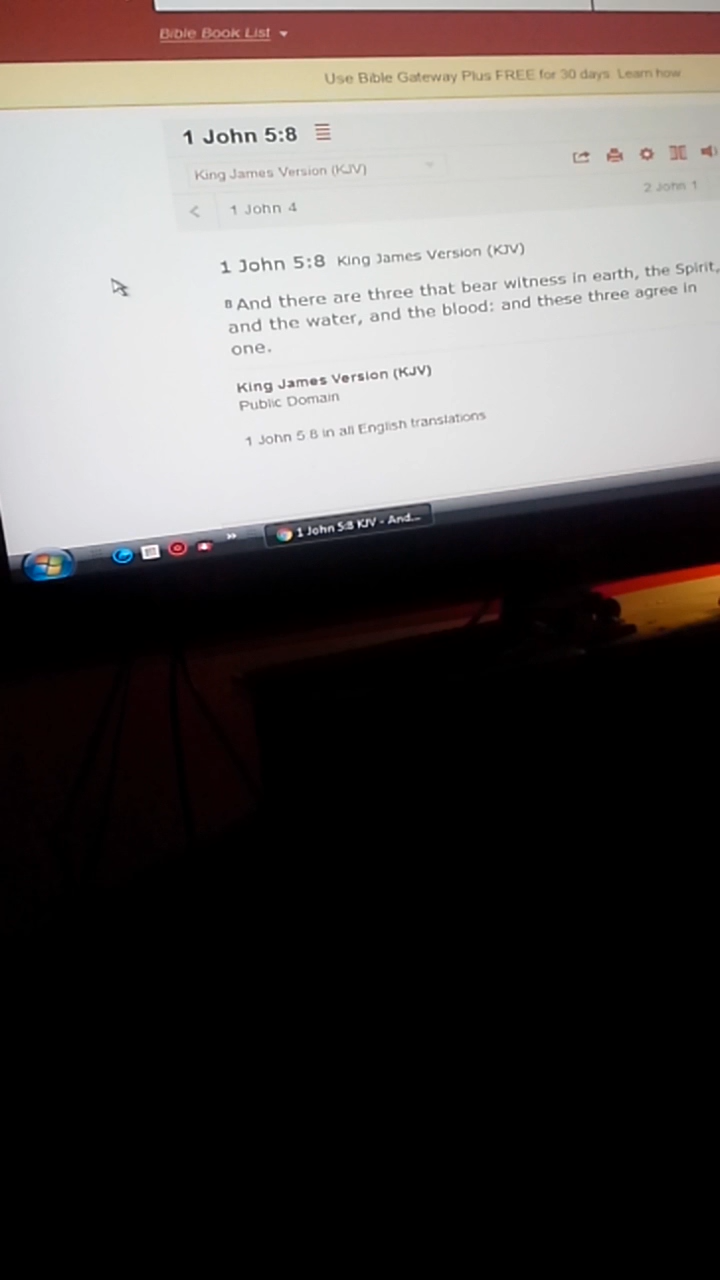 Bible Book List
Use Bible Gateway Plus FREE for 30 days. Learn how
1 John 5:8
King James Version (KJV)
2 John 1
< 1 John 4
1 John 5:8 King James Version (KJV)
8 And there are three that bear witness in earth, the Spirit,
and the water, and the blood: and these three agree in
one.
King James Version (KJV)
Public Domain
1 John 5:8 in all English translations
» 1 John 5:8 KJV - And...